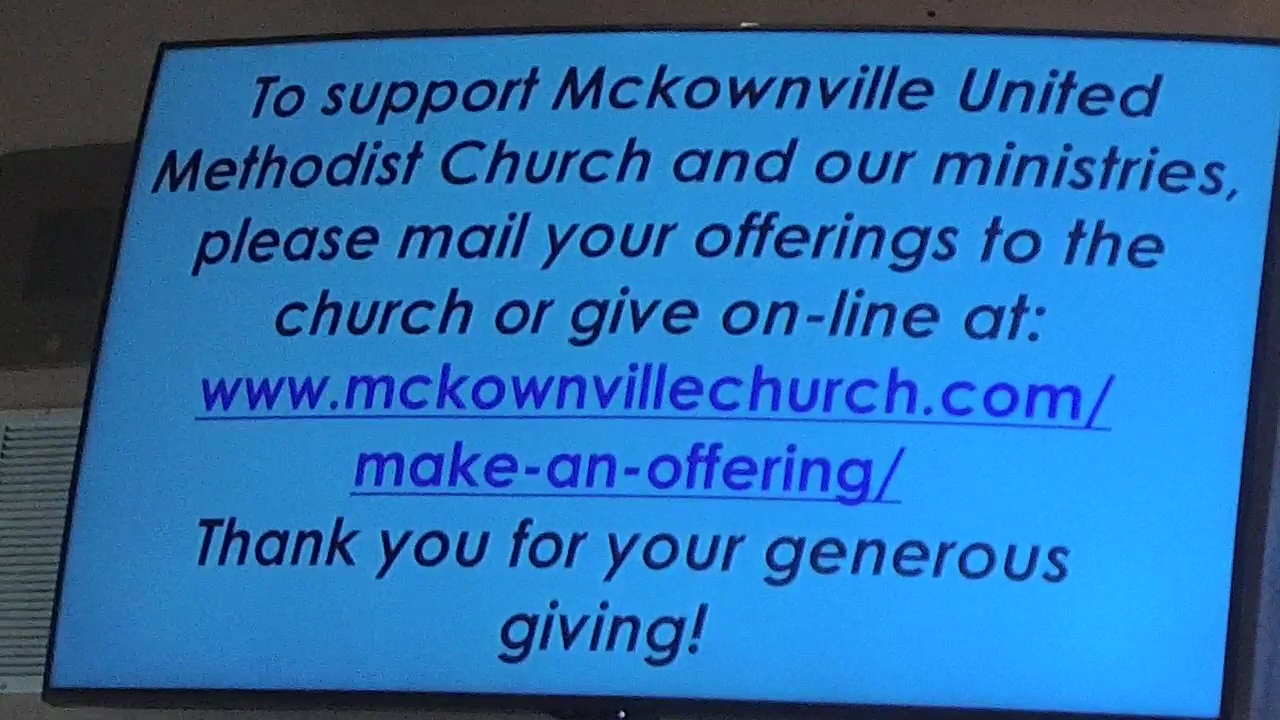 To support Mckownville United
Methodist Church and our ministries,
please mail your offerings to the
church or give on-line at:
www.mckownvillechurch.com/
make-an-offering/
Thank you for your generous
giving!